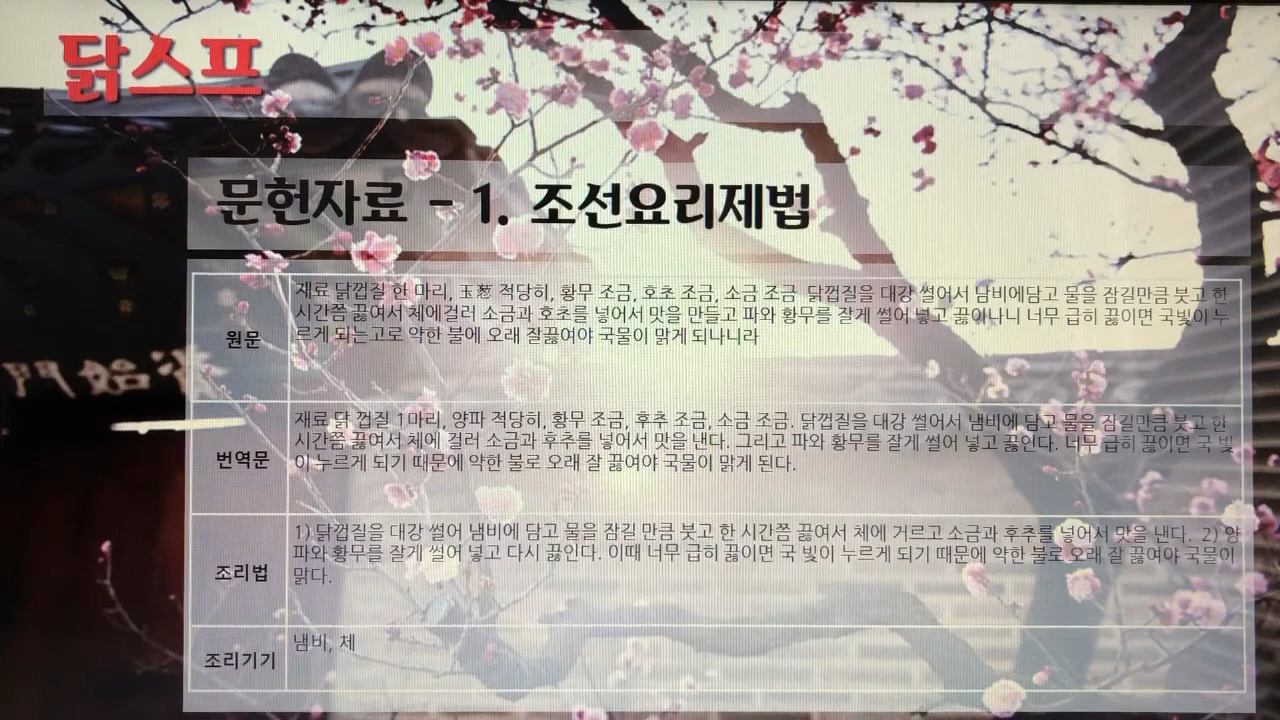 닭스프
문헌자료 - 1. 조선요리제법
원문
재료 닭껍질 한 마리, 玉葱 적당히, 황무 조금, 호초 조금, 소금 조금 닭껍질을 대강 썰어서 남비에담고 물을 잠길만큼 붓고 한
시간쯤 끓여서 체에걸러 소금과 호초를 넣어서 맛을 만들고 파와 황무를 잘게 썰어 넣고 끓이나니 너무 급히 끓이면 국빛이 누
르게 되는고로 약한 불에 오래 잘끓여야 국물이 맑게 되나니라
번역문
재료 닭 껍질 1마리, 양파 적당히, 황무 조금, 후추 조금, 소금 조금. 닭껍질을 대강 썰어서 냄비에 담고 물을 잠길만큼 붓고 한
시간쯤 끓여서 체에 걸러 소금과 후추를 넣어서 맛을 낸다. 그리고 파와 황무를 잘게 썰어 넣고 끓인다. 너무 급히 끓이면 국 빛
이 누르게 되기 때문에 약한 불로 오래 잘 끓여야 국물이 맑게 된다.
조리법
1) 닭껍질을 대강 썰어 냄비에 담고 물을 잠길 만큼 붓고 한 시간쯤 끓여서 체에 거르고 소금과 후추를 넣어서 맛을 낸다. 2) 양
파와 황무를 잘게 썰어 넣고 다시 끓인다. 이때 너무 급히 끓이면 국 빛이 누르게 되기 때문에 약한 불로 오래 잘 끓여야 국물이
맑다.
조리기기
냄비, 체